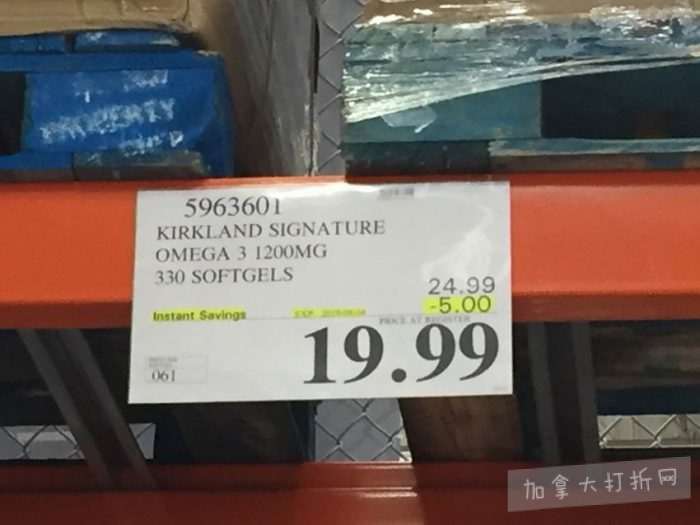 5963601
KIRKLAND SIGNATURE
OMEGA 3 1200MG
330 SOFTGELS
24.99
Instant Savings -5.00
PRICE AT REGISTER
19.99
061
加拿大打折网